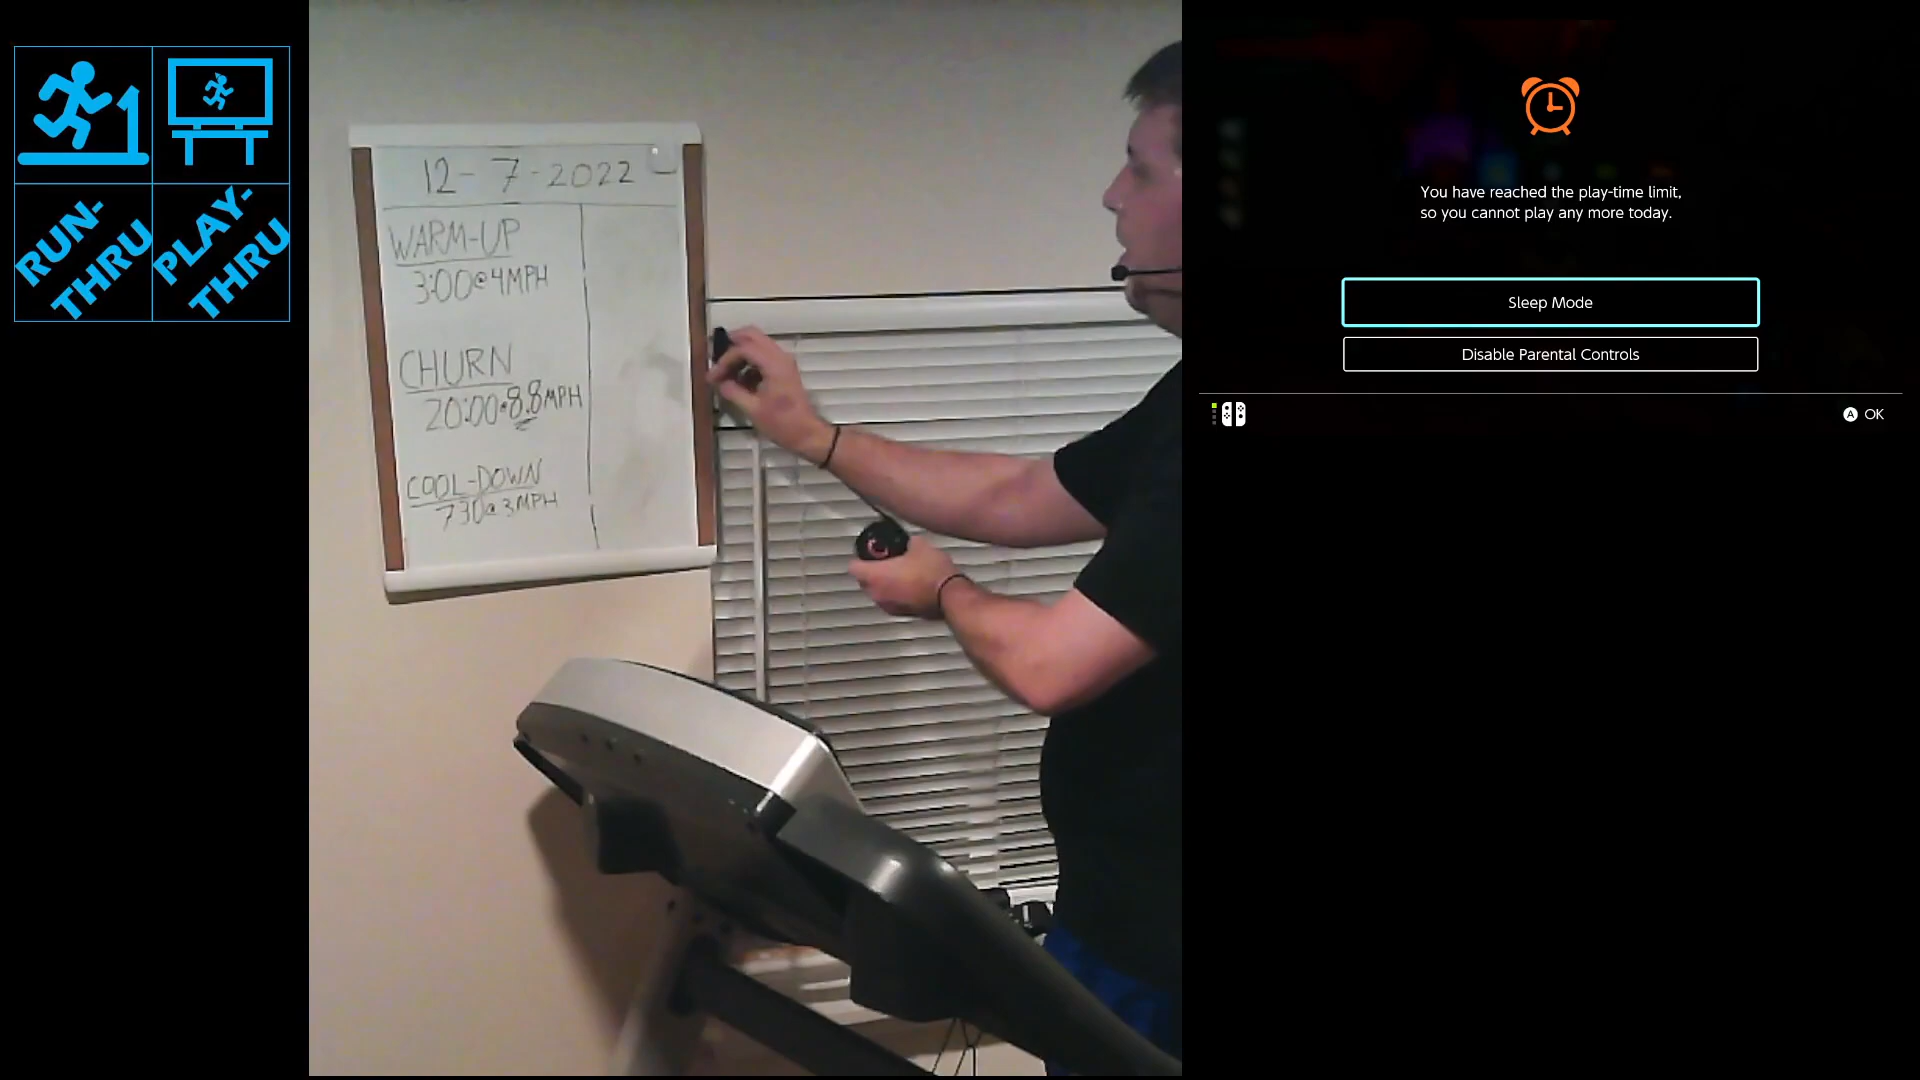 RUN-
THRU
PLAY-
THRU
12-7-2022
WARM-UP
3:00@4MPH
CHURN
20:00@8.8MPH
COOL-DOWN
730@3MPH
You have reached the play-time limit,
so you cannot play any more today.
Sleep Mode
Disable Parental Controls
A OK